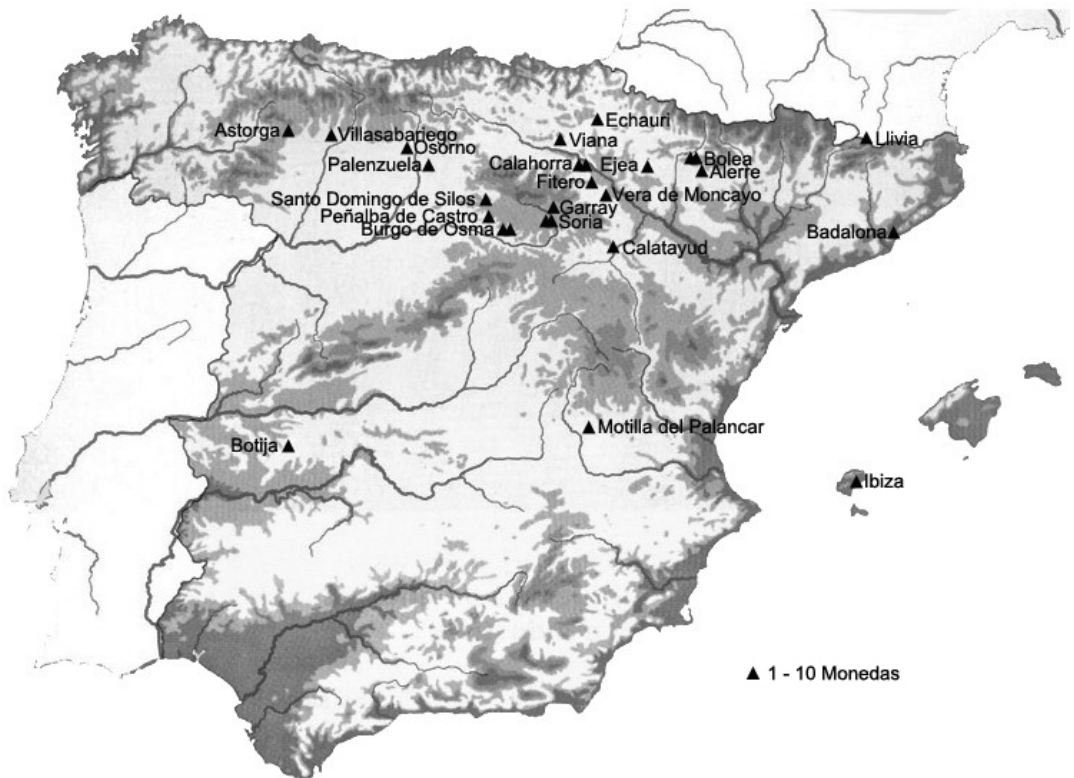 Echauri
Astorga
Villasabariego
Viana
Llivia
Osorno
Palenzuela
Calahorra
Ejea
Bolea
Alerre
Fitero
Vera de Moncayo
Santo Domingo de Silos
Garray
Peñalba de Castro
Soria
Burgo de Osma
Badalona
Calatayud
Motilla del Palancar
Botija
Ibiza
1 - 10 Monedas